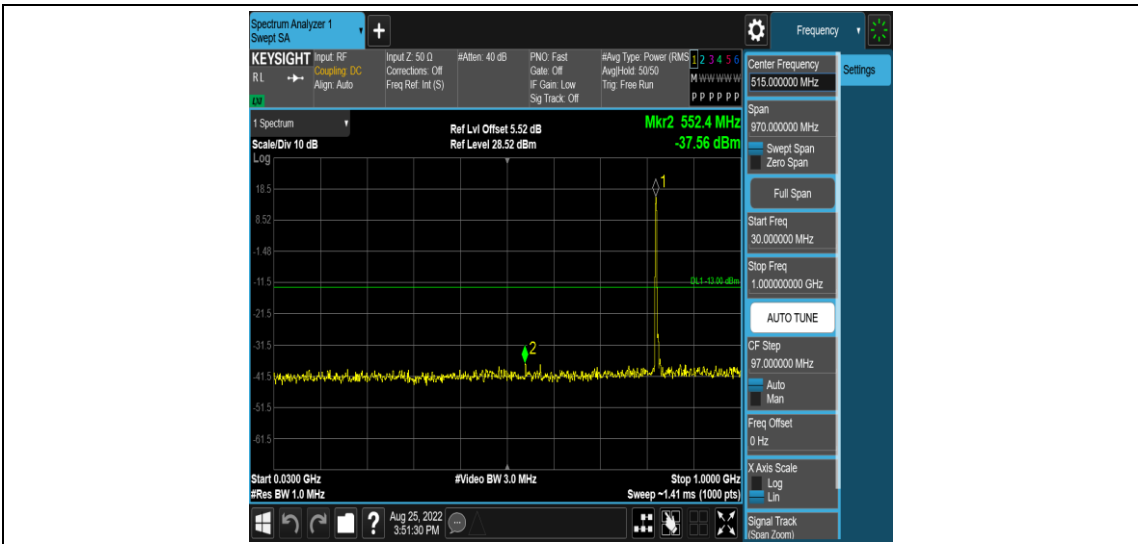 Spectrum Analyzer 1
Swept SA
+
Frequency
KEYSIGHT
RL
LXI
Input: RF
Coupling: DC
Align: Auto
Input Z: 50 Ω
Corrections: Off
Freq Ref: Int (S)
#Atten: 40 dB
PNO: Fast
Gate: Off
IF Gain: Low
Sig Track: Off
#Avg Type: Power (RMS
Avg|Hold: 50/50
Trig: Free Run
1 2 3 4 5 6
M W W W W W
P P P P P P
1 Spectrum
Scale/Div 10 dB
Log
Ref Lvl Offset 5.52 dB
Ref Level 28.52 dBm
Mkr2 552.4 MHz
-37.56 dBm
18.5
8.52
-1.48
-11.5
-21.5
-31.5
-41.5
-51.5
-61.5
1
DL1 -13.00 dBm
2
Start 0.0300 GHz
#Res BW 1.0 MHz
#Video BW 3.0 MHz
Stop 1.0000 GHz
Sweep ~1.41 ms (1000 pts)
Center Frequency
515.000000 MHz
Settings
Span
970.000000 MHz
Swept Span
Zero Span
Full Span
Start Freq
30.000000 MHz
Stop Freq
1.000000000 GHz
AUTO TUNE
CF Step
97.000000 MHz
Auto
Man
Freq Offset
0 Hz
X Axis Scale
Log
Lin
Signal Track
(Span Zoom)
?
Aug 25, 2022
3:51:30 PM